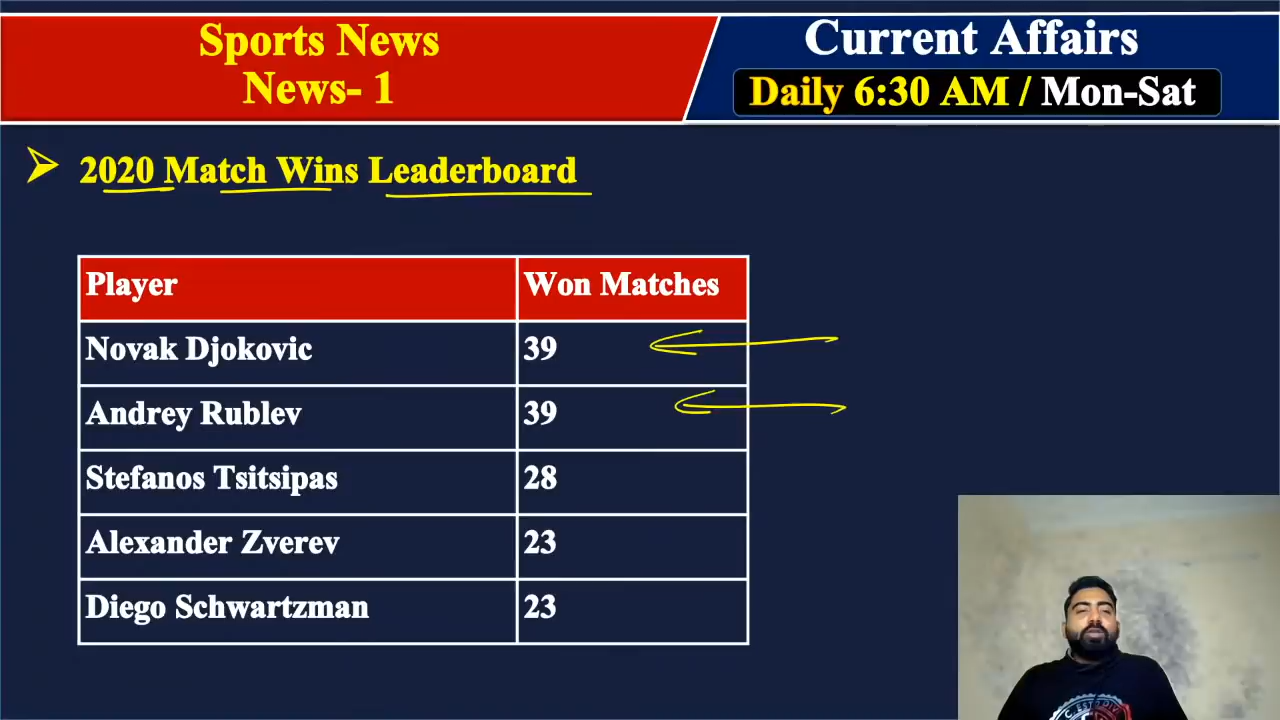 Sports News
News- 1
Current Affairs
Daily 6:30 AM / Mon-Sat
2020 Match Wins Leaderboard
Player Won Matches
Novak Djokovic 39
Andrey Rublev 39
Stefanos Tsitsipas 28
Alexander Zverev 23
Diego Schwartzman 23